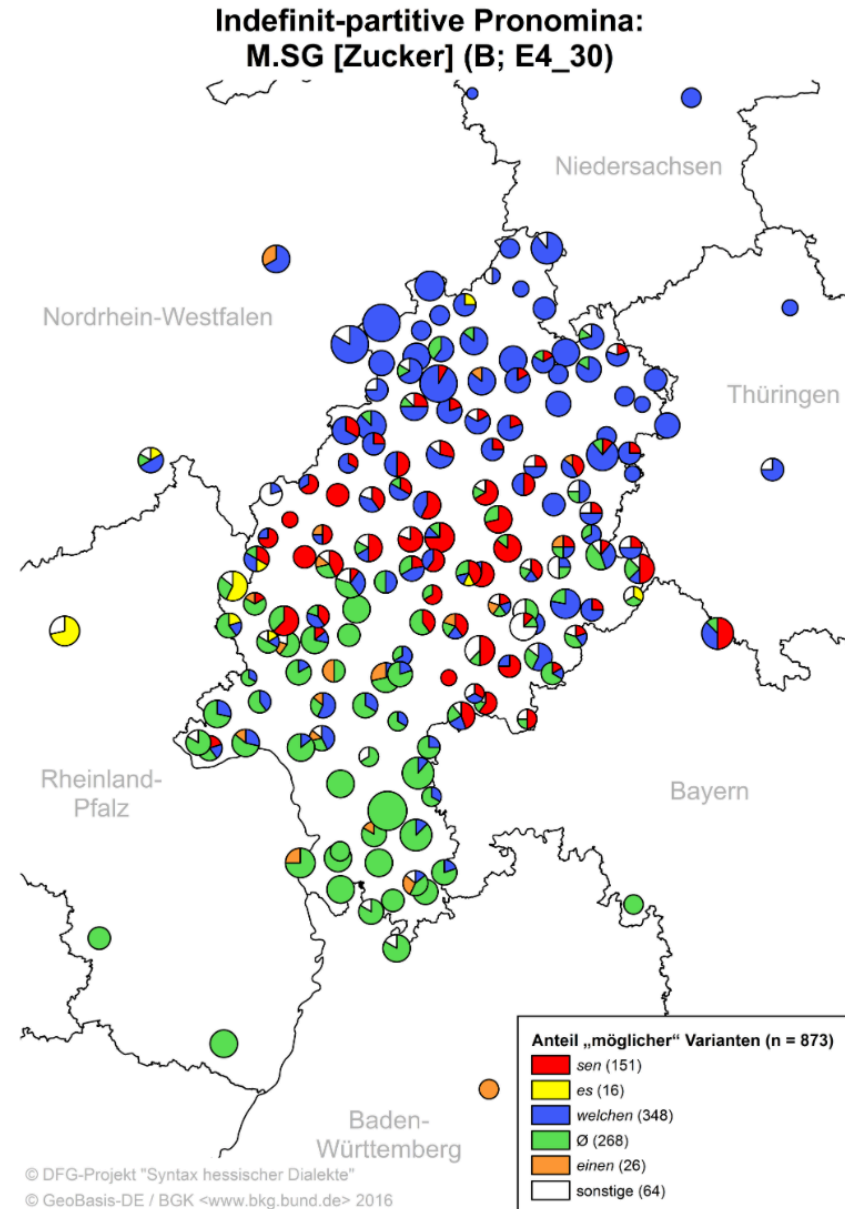 Indefinit-partitive Pronomina:
M.SG [Zucker] (B; E4_30)
Niedersachsen
Nordrhein-Westfalen
Thüringen
Rheinland-
Pfalz
Bayern
Baden-
Württemberg
Anteil „möglicher“ Varianten (n = 873)
sen (151)
es (16)
welchen (348)
Ø (268)
einen (26)
sonstige (64)
© DFG-Projekt "Syntax hessischer Dialekte"
© GeoBasis-DE / BGK <www.bkg.bund.de> 2016